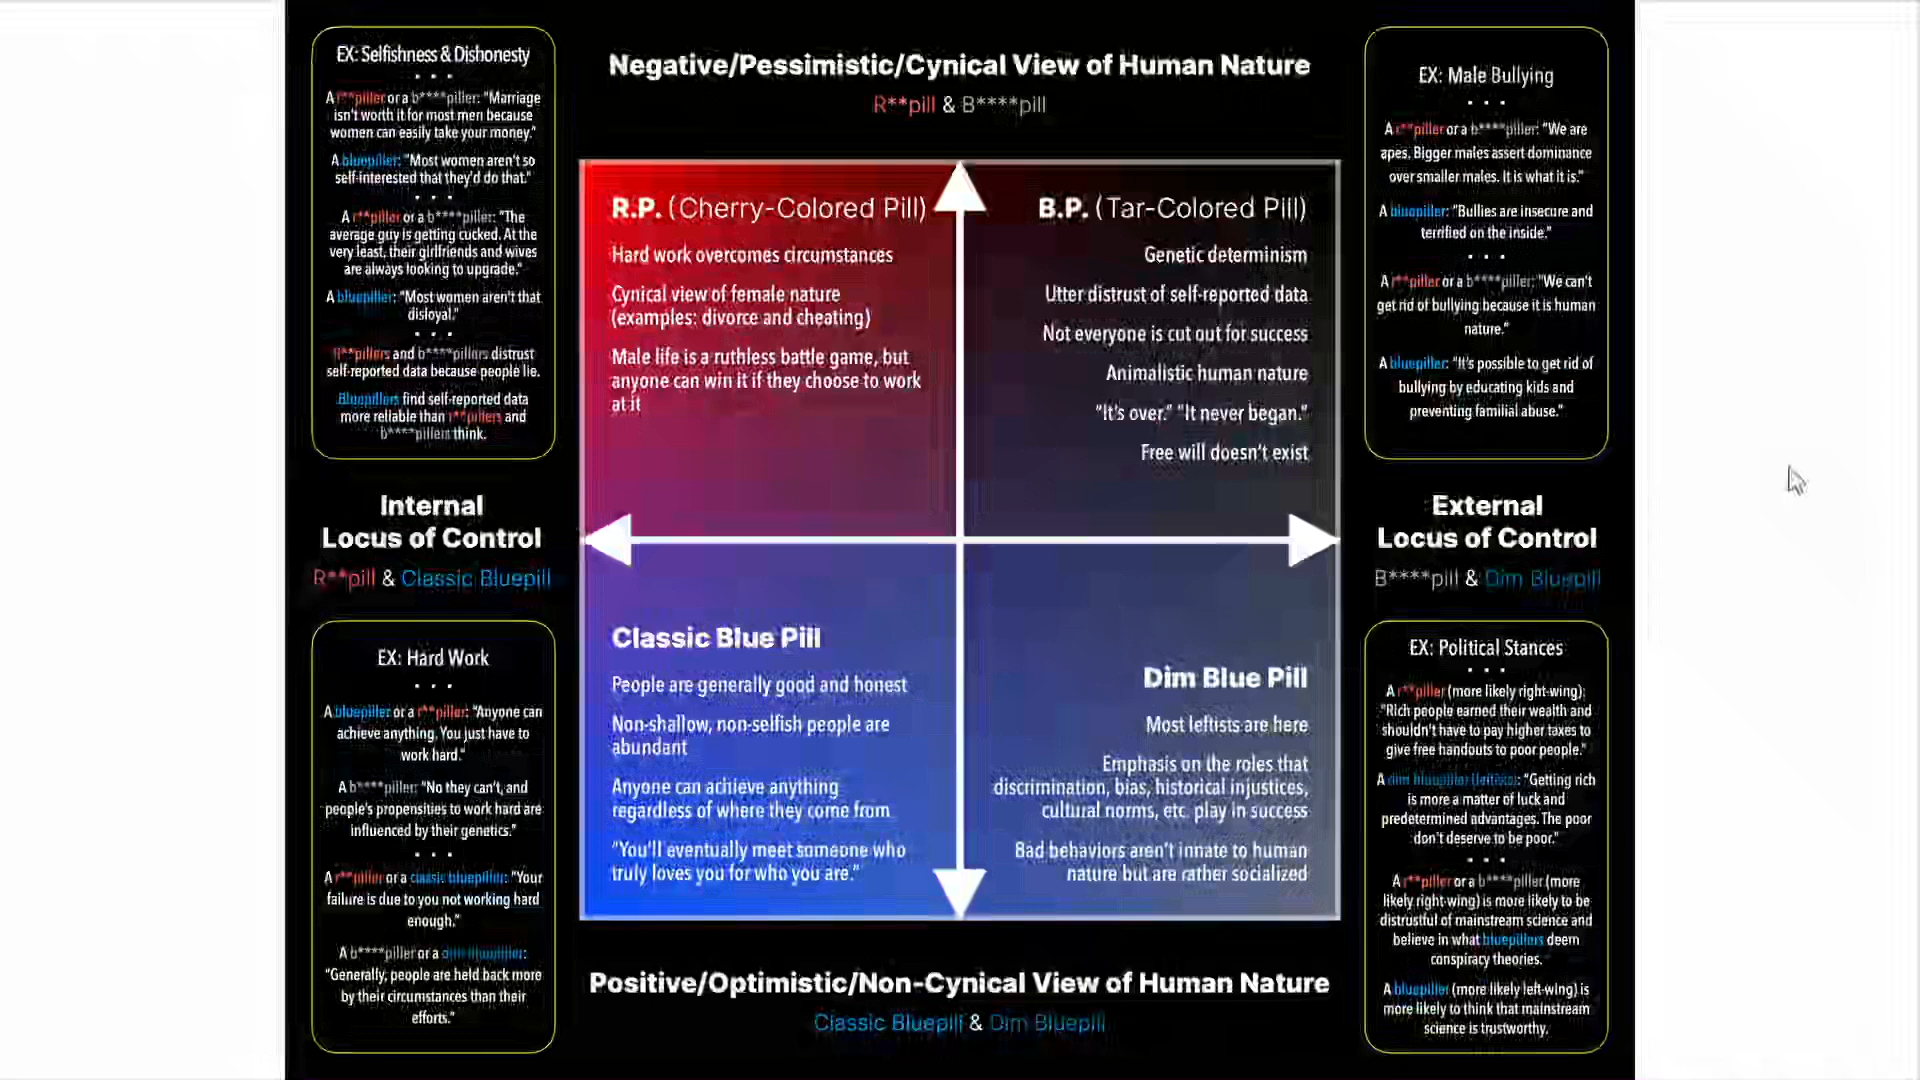 EX: Selfishness & Dishonesty
• • •
A r**piller or a b****piller: "Marriage
isn't worth it for most men because
women can easily take your money."
A bluepiller: "Most women aren't so
self-interested that they'd do that."
• • •
A r**piller or a b****piller: "The
average guy is getting cucked. At the
very least, their girlfriends and wives
are always looking to upgrade."
A bluepiller: "Most women aren't that
disloyal."
• • •
R**pillers and b****pillers distrust
self-reported data because people lie.
Bluepillers find self-reported data
more reliable than r**pillers and
b****pillers think.
Negative/Pessimistic/Cynical View of Human Nature
R**pill & B****pill
EX: Male Bullying
• • •
A r**piller or a b****piller: "We are
apes. Bigger males assert dominance
over smaller males. It is what it is."
A bluepiller: "Bullies are insecure and
terrified on the inside."
• • •
A r**piller or a b****piller: "We can't
get rid of bullying because it is human
nature."
A bluepiller: "It's possible to get rid of
bullying by educating kids and
preventing familial abuse."
R.P. (Cherry-Colored Pill)
Hard work overcomes circumstances
Cynical view of female nature
(examples: divorce and cheating)
Male life is a ruthless battle game, but
anyone can win it if they choose to work
at it
B.P. (Tar-Colored Pill)
Genetic determinism
Utter distrust of self-reported data
Not everyone is cut out for success
Animalistic human nature
"It's over." "It never began."
Free will doesn't exist
Internal
Locus of Control
R**pill & Classic Bluepill
External
Locus of Control
B****pill & Dim Bluepill
Classic Blue Pill
People are generally good and honest
Non-shallow, non-selfish people are
abundant
Anyone can achieve anything
regardless of where they come from
"You'll eventually meet someone who
truly loves you for who you are."
Dim Blue Pill
Most leftists are here
Emphasis on the roles that
discrimination, bias, historical injustices,
cultural norms, etc. play in success
Bad behaviors aren't innate to human
nature but are rather socialized
EX: Hard Work
• • •
A bluepiller or a r**piller: "Anyone can
achieve anything. You just have to
work hard."
A b****piller: "No they can't, and
people's propensities to work hard are
influenced by their genetics."
• • •
A r**piller or a classic bluepiller: "Your
failure is due to you not working hard
enough."
A b****piller or a dim bluepiller:
"Generally, people are held back more
by their circumstances than their
efforts."
EX: Political Stances
• • •
A r**piller (more likely right-wing):
"Rich people earned their wealth and
shouldn't have to pay higher taxes to
give free handouts to poor people."
A dim bluepiller (leftists): "Getting rich
is more a matter of luck and
predetermined advantages. The poor
don't deserve to be poor."
• • •
A r**piller or a b****piller (more
likely right-wing) is more likely to be
distrustful of mainstream science and
believe in what bluepillers deem
conspiracy theories.
A bluepiller (more likely left-wing) is
more likely to think that mainstream
science is trustworthy.
Positive/Optimistic/Non-Cynical View of Human Nature
Classic Bluepill & Dim Bluepill